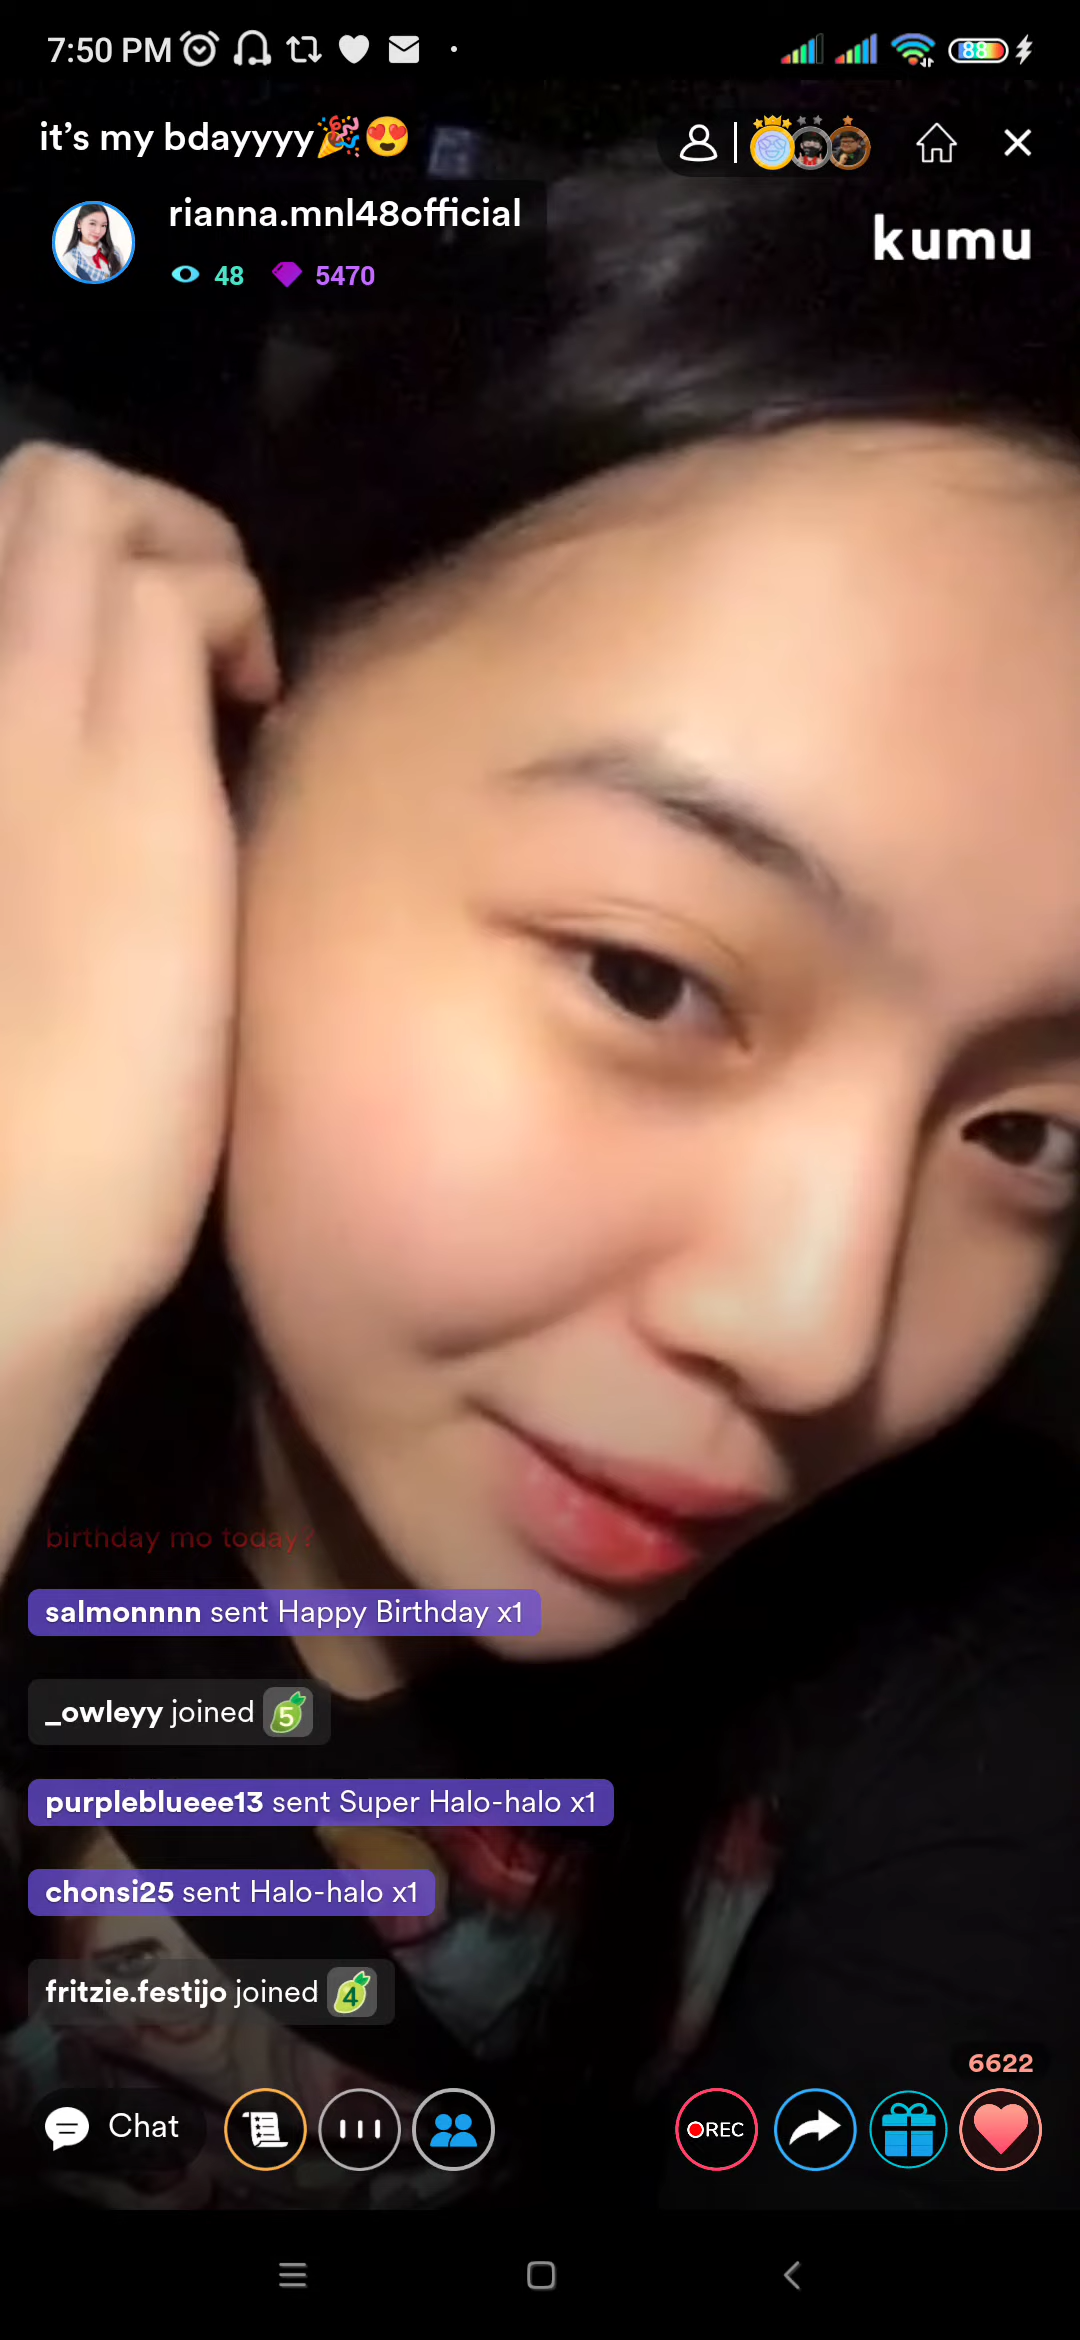 7:50 PM
88
it's my bdayyyy🎉😍
rianna.mnl48official
kumu
48 5470
birthday mo today?
salmonnnn sent Happy Birthday x1
_owleyy joined 5
purpleblueee13 sent Super Halo-halo x1
chonsi25 sent Halo-halo x1
fritzie.festijo joined 4
6622
Chat
REC